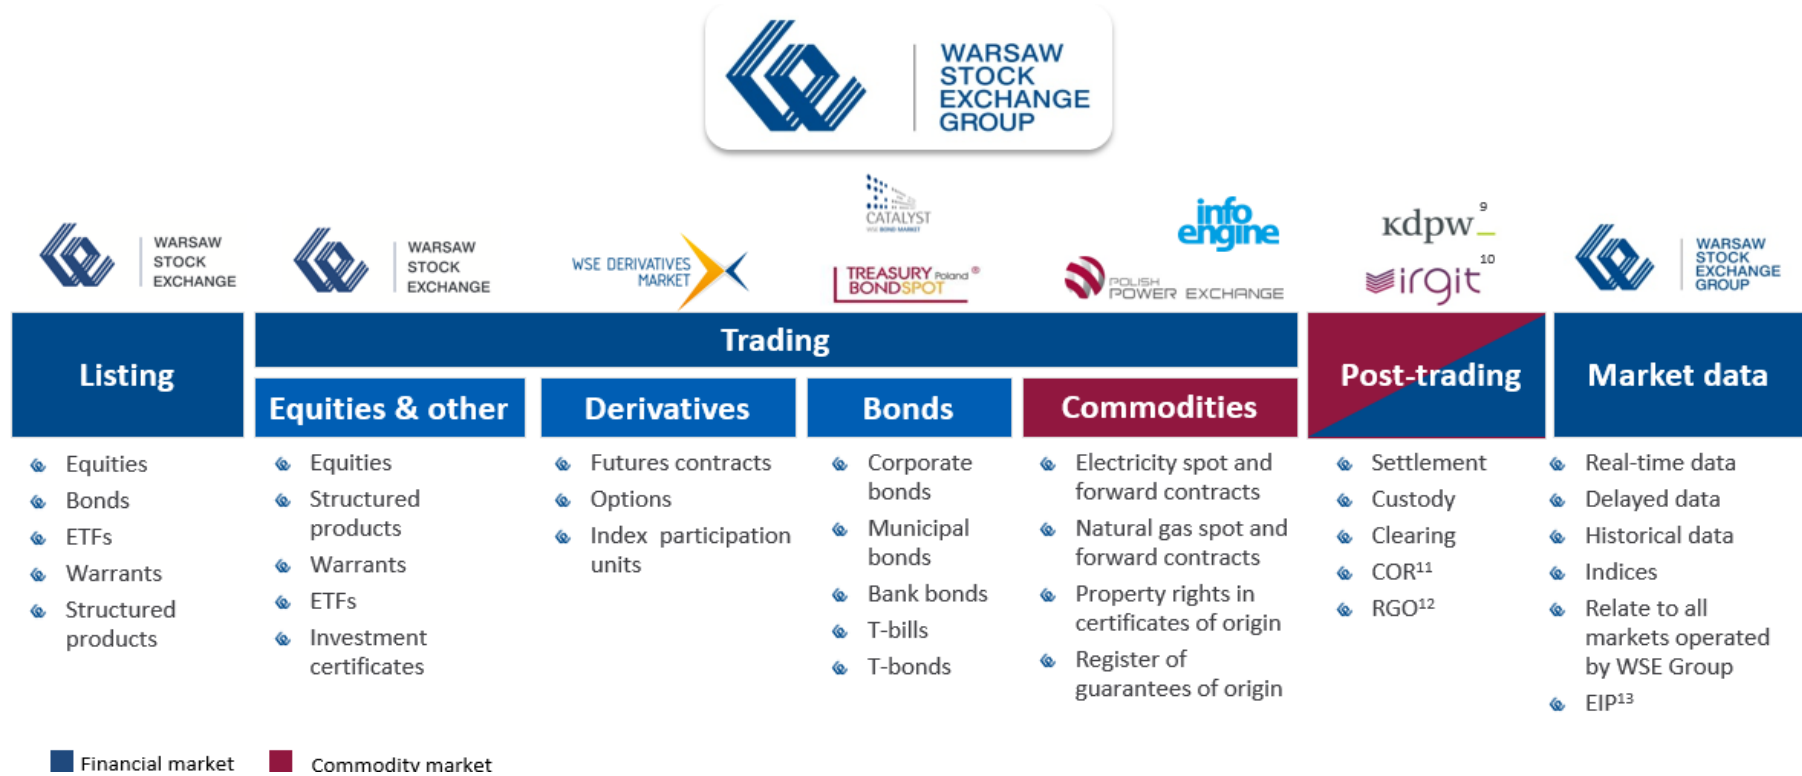 WARSAW
STOCK
EXCHANGE
GROUP
WARSAW
STOCK
EXCHANGE
WARSAW
STOCK
EXCHANGE
WSE DERIVATIVES
MARKET
CATALYST
WSE BOND MARKET
TREASURY Poland ®
BONDSPOT
info
engine
POLISH
POWER EXCHANGE
kdpw_ 9
irgit 10
WARSAW
STOCK
EXCHANGE
GROUP
Listing
Equities
Bonds
ETFs
Warrants
Structured
products
Trading
Equities & other
Equities
Structured
products
Warrants
ETFs
Investment
certificates
Derivatives
Futures contracts
Options
Index participation
units
Bonds
Corporate
bonds
Municipal
bonds
Bank bonds
T-bills
T-bonds
Commodities
Electricity spot and
forward contracts
Natural gas spot and
forward contracts
Property rights in
certificates of origin
Register of
guarantees of origin
Post-trading
Settlement
Custody
Clearing
COR¹¹
RGO¹²
Market data
Real-time data
Delayed data
Historical data
Indices
Relate to all
markets operated
by WSE Group
EIP¹³
Financial market
Commodity market